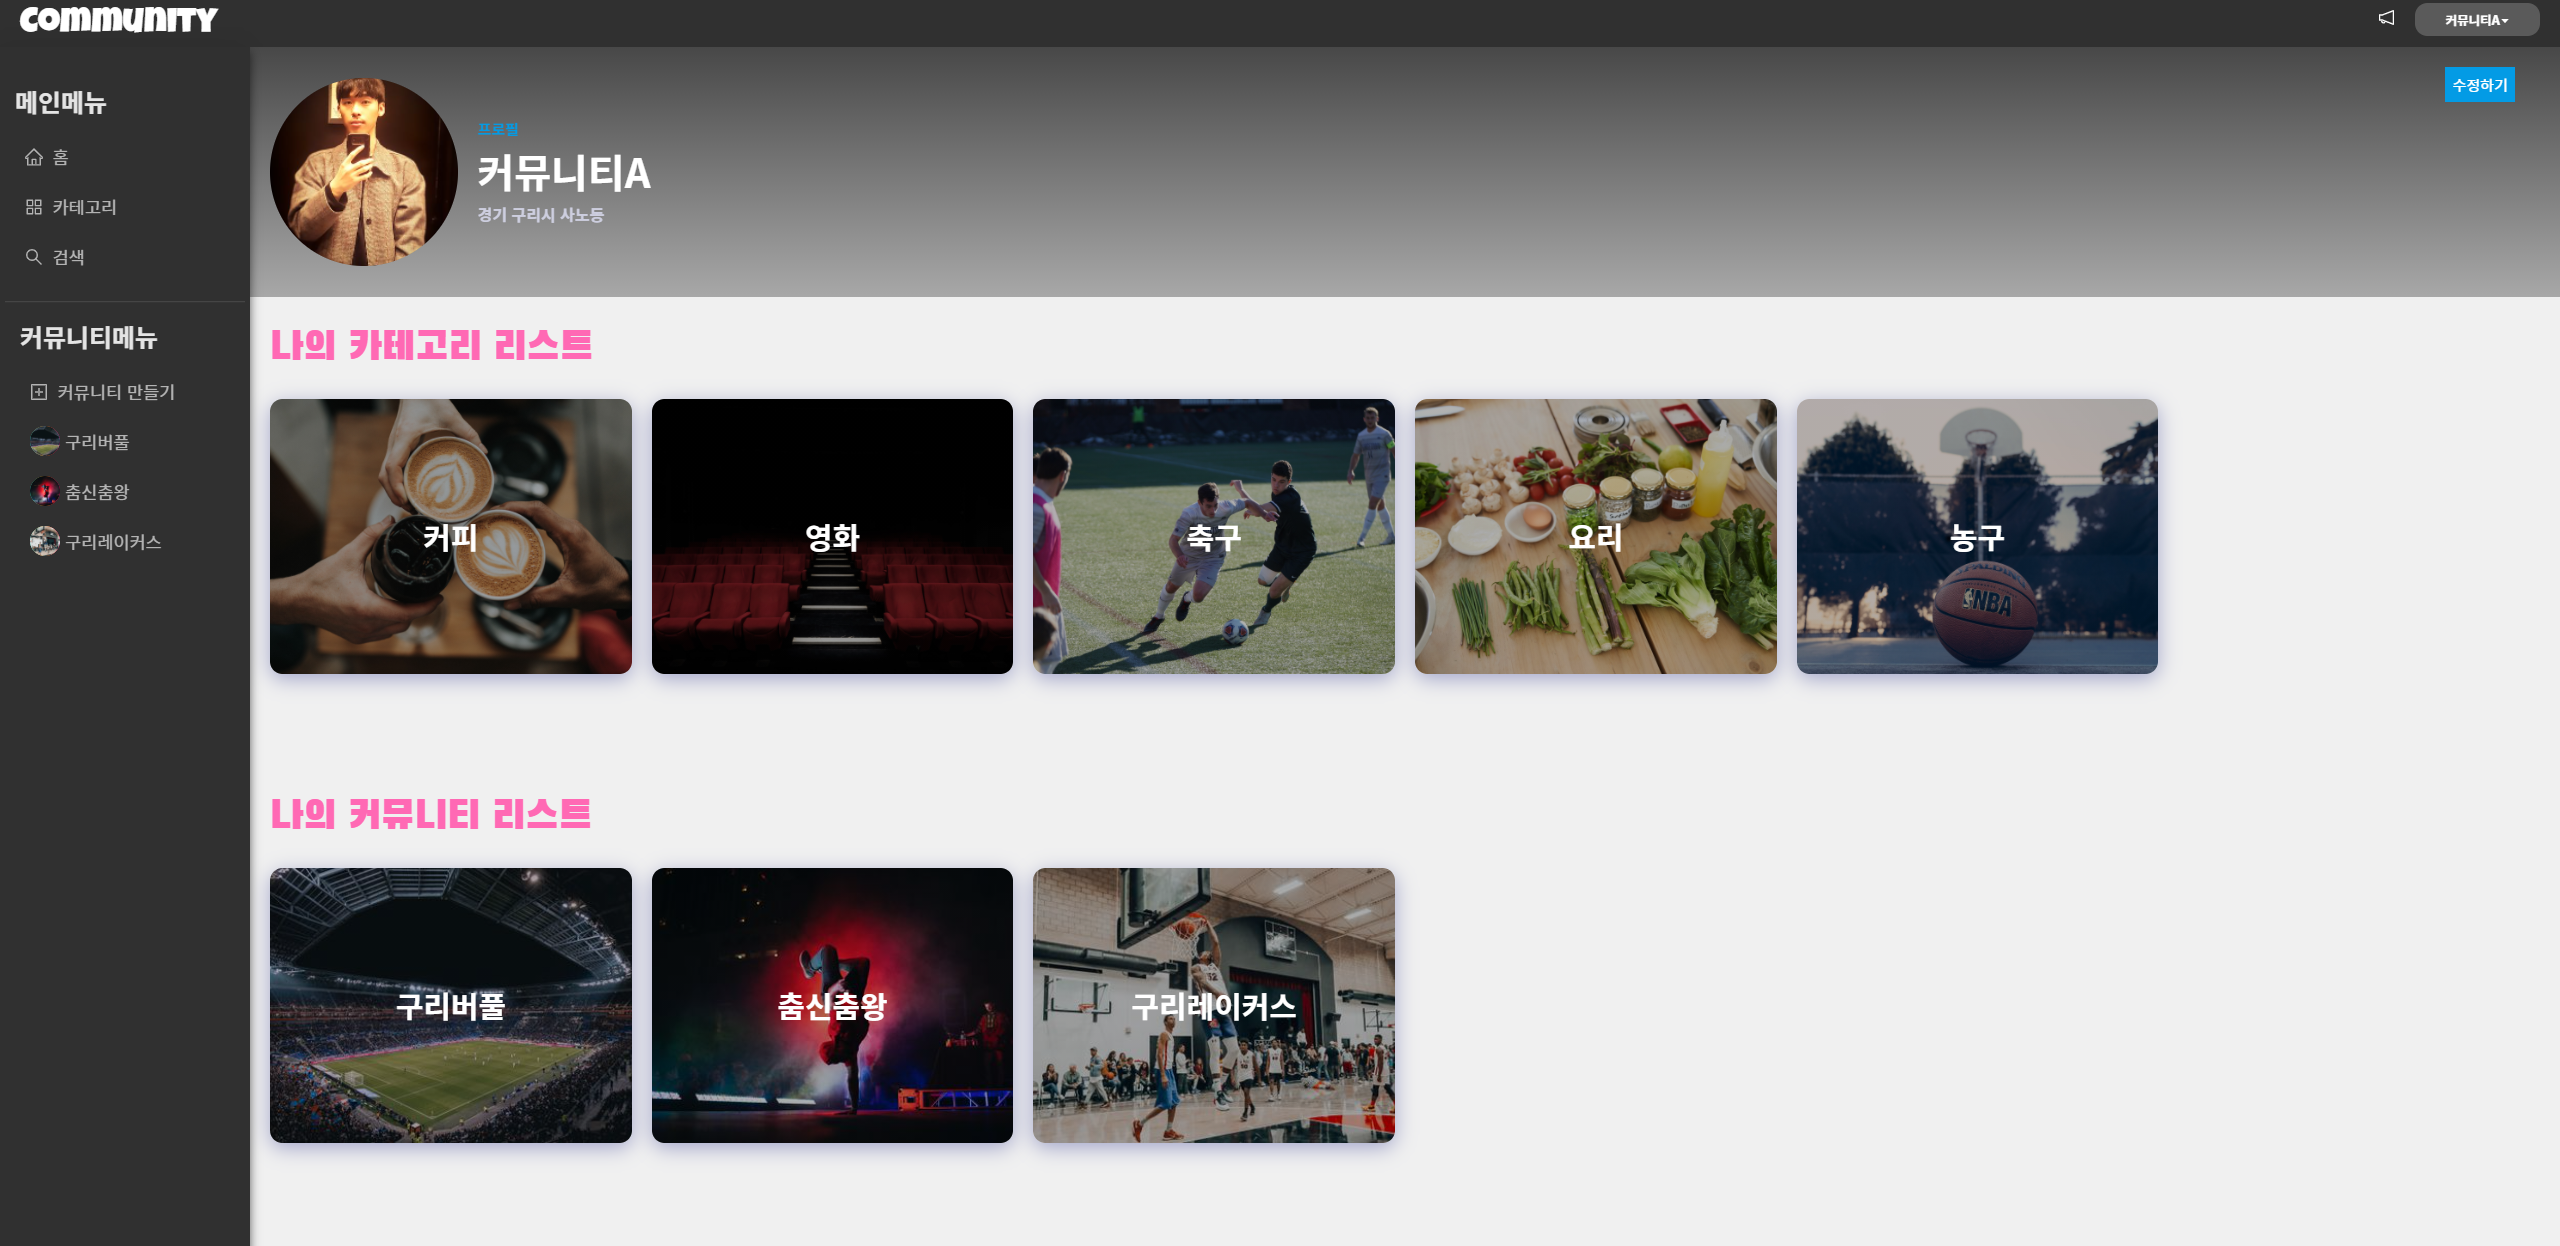 COMMUNITY
커뮤니티A
메인메뉴
홈
카테고리
검색
커뮤니티메뉴
커뮤니티 만들기
구리버풀
춤신춤왕
구리레이커스
수정하기
프로필
커뮤니티A
경기 구리시 사노동
나의 카테고리 리스트
커피
영화
축구
요리
농구
SPALDING
NBA
나의 커뮤니티 리스트
구리버풀
춤신춤왕
구리레이커스